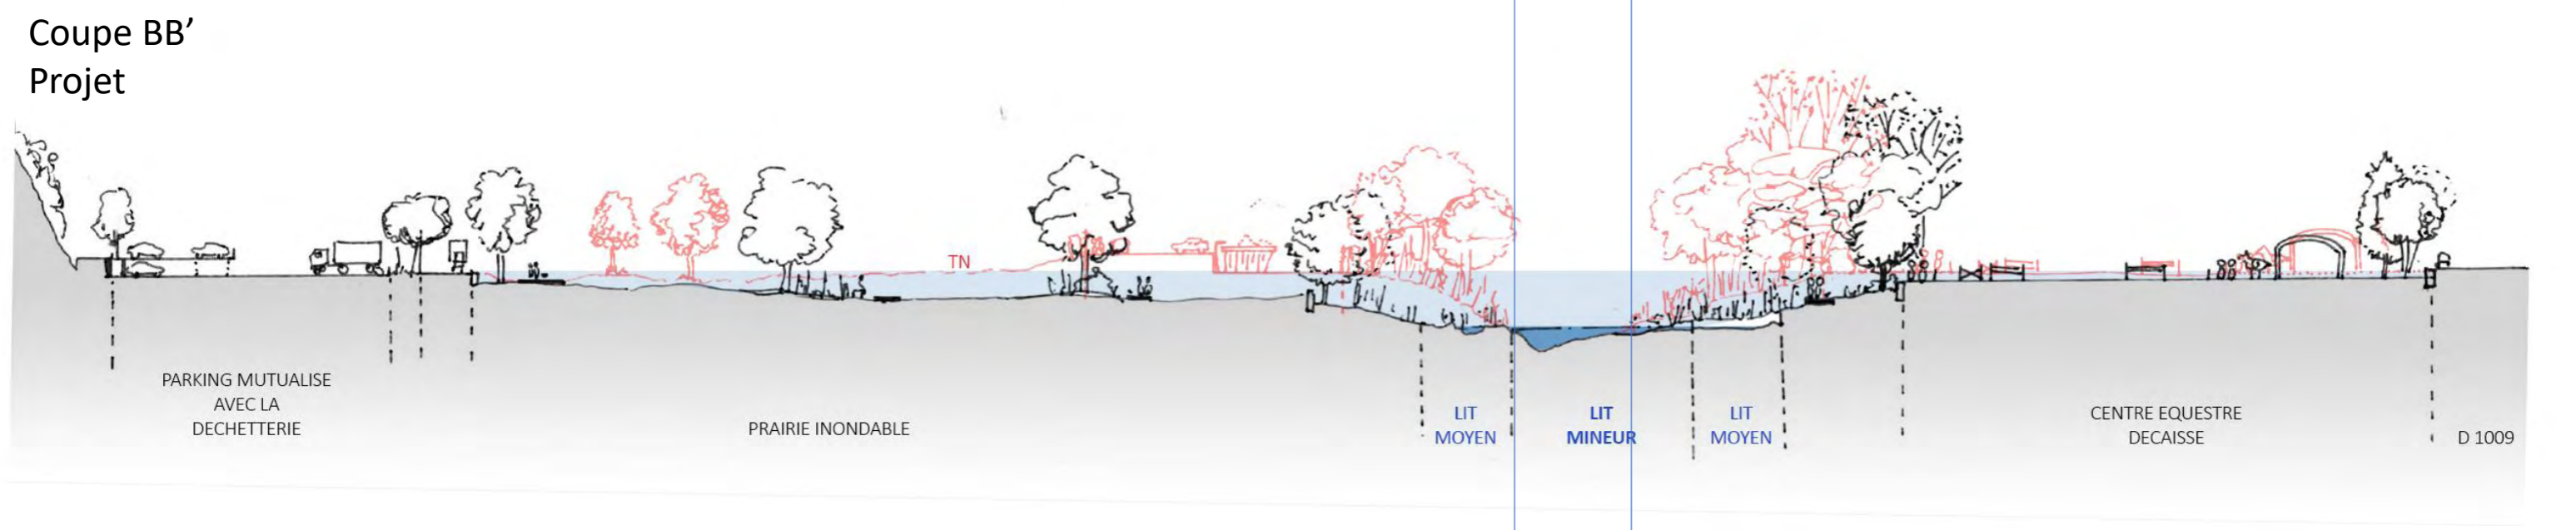 Coupe BB’
Projet
TN
PARKING MUTUALISE
AVEC LA
DECHETTERIE
PRAIRIE INONDABLE
LIT
MOYEN
LIT
MINEUR
LIT
MOYEN
CENTRE EQUESTRE
DECAISSE
D 1009